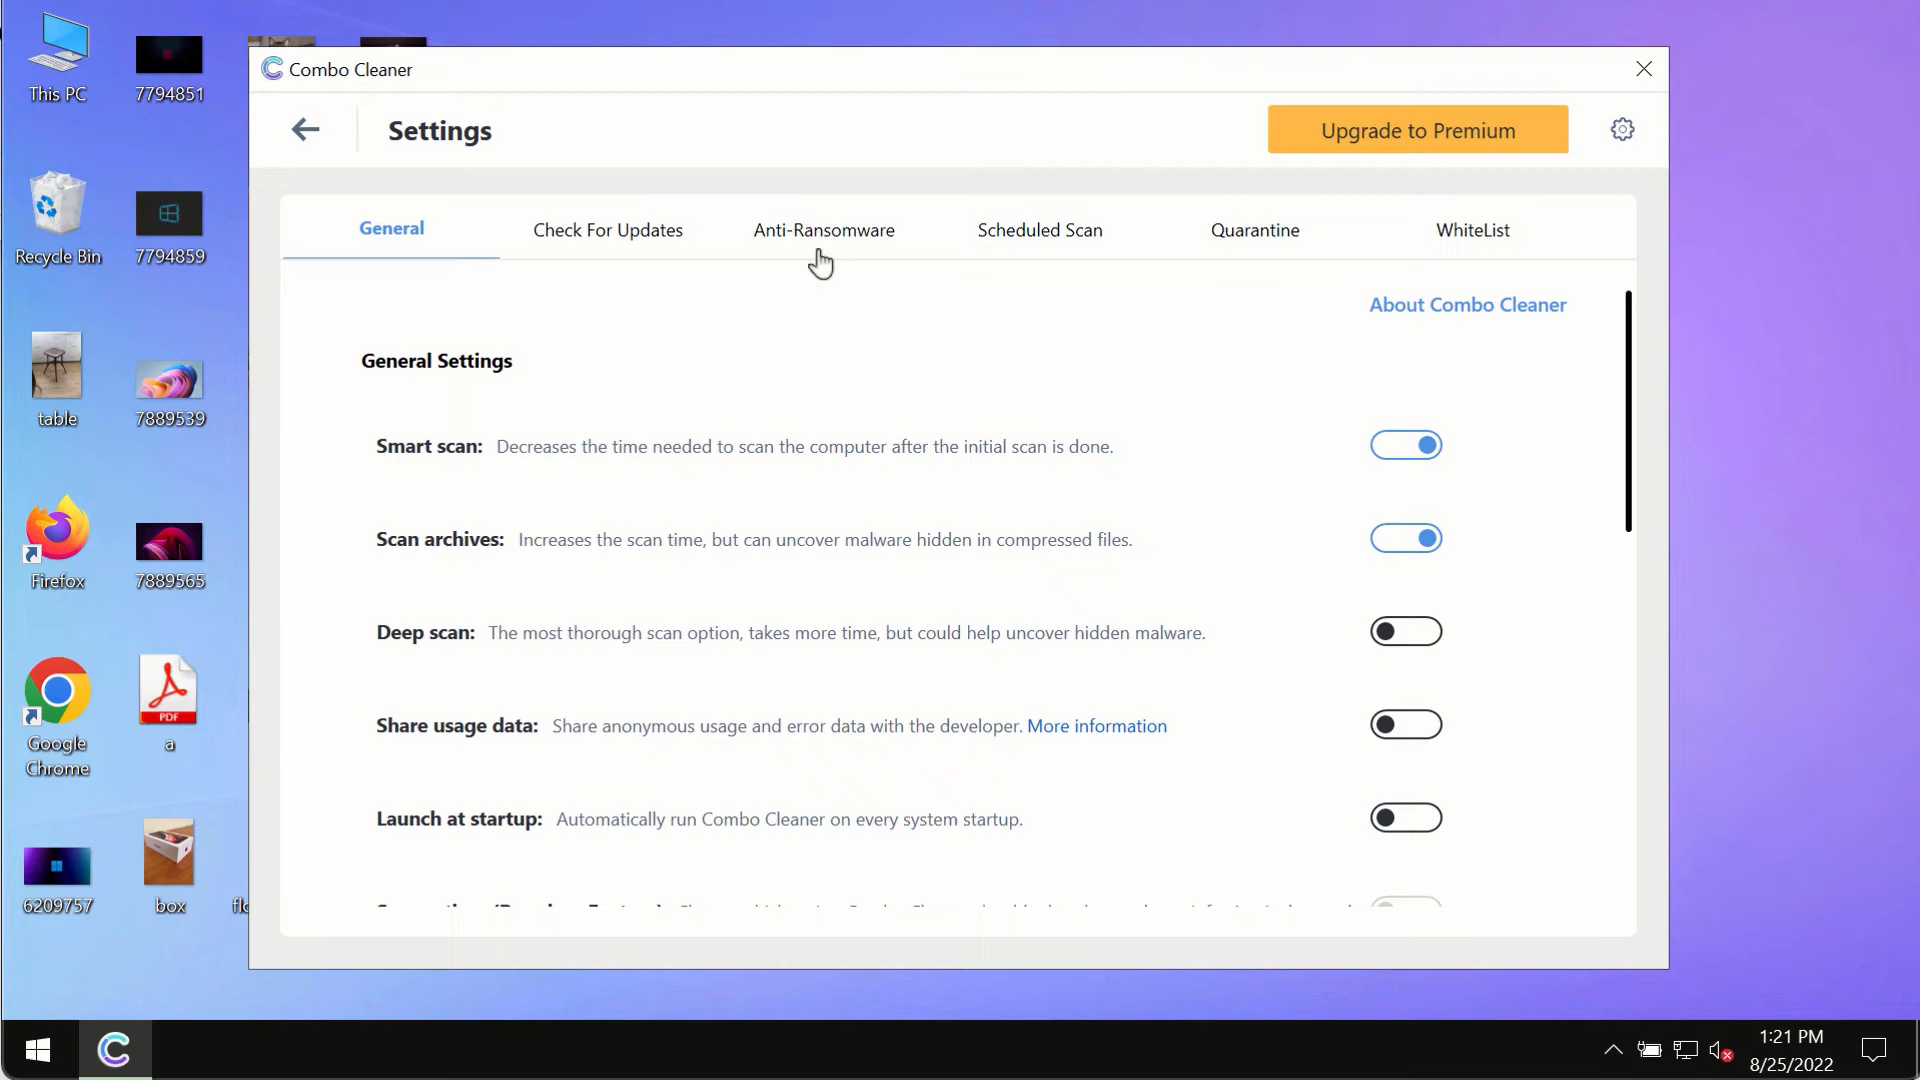 This PC
7794851
Recycle Bin
7794859
table
7889539
Firefox
7889565
Google
Chrome
PDF
a
6209757
box
Combo Cleaner
Settings
Upgrade to Premium
General
Check For Updates
Anti-Ransomware
Scheduled Scan
Quarantine
WhiteList
About Combo Cleaner
General Settings
Smart scan: Decreases the time needed to scan the computer after the initial scan is done.
Scan archives: Increases the scan time, but can uncover malware hidden in compressed files.
Deep scan: The most thorough scan option, takes more time, but could help uncover hidden malware.
Share usage data: Share anonymous usage and error data with the developer. More information
Launch at startup: Automatically run Combo Cleaner on every system startup.
1:21 PM
8/25/2022